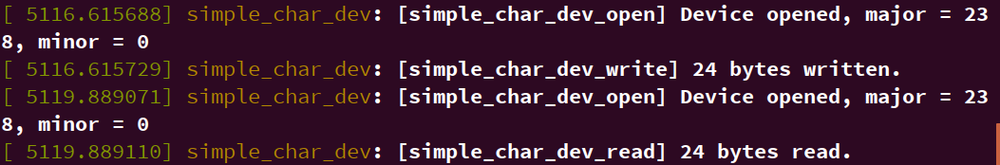 [ 5116.615688] simple_char_dev: [simple_char_dev_open] Device opened, major = 23
8, minor = 0
[ 5116.615729] simple_char_dev: [simple_char_dev_write] 24 bytes written.
[ 5119.889071] simple_char_dev: [simple_char_dev_open] Device opened, major = 23
8, minor = 0
[ 5119.889110] simple_char_dev: [simple_char_dev_read] 24 bytes read.